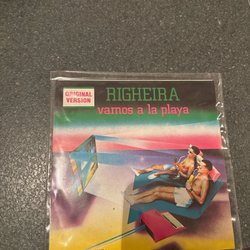 ORIGINAL
VERSION
RIGHEIRA
vamos a la playa